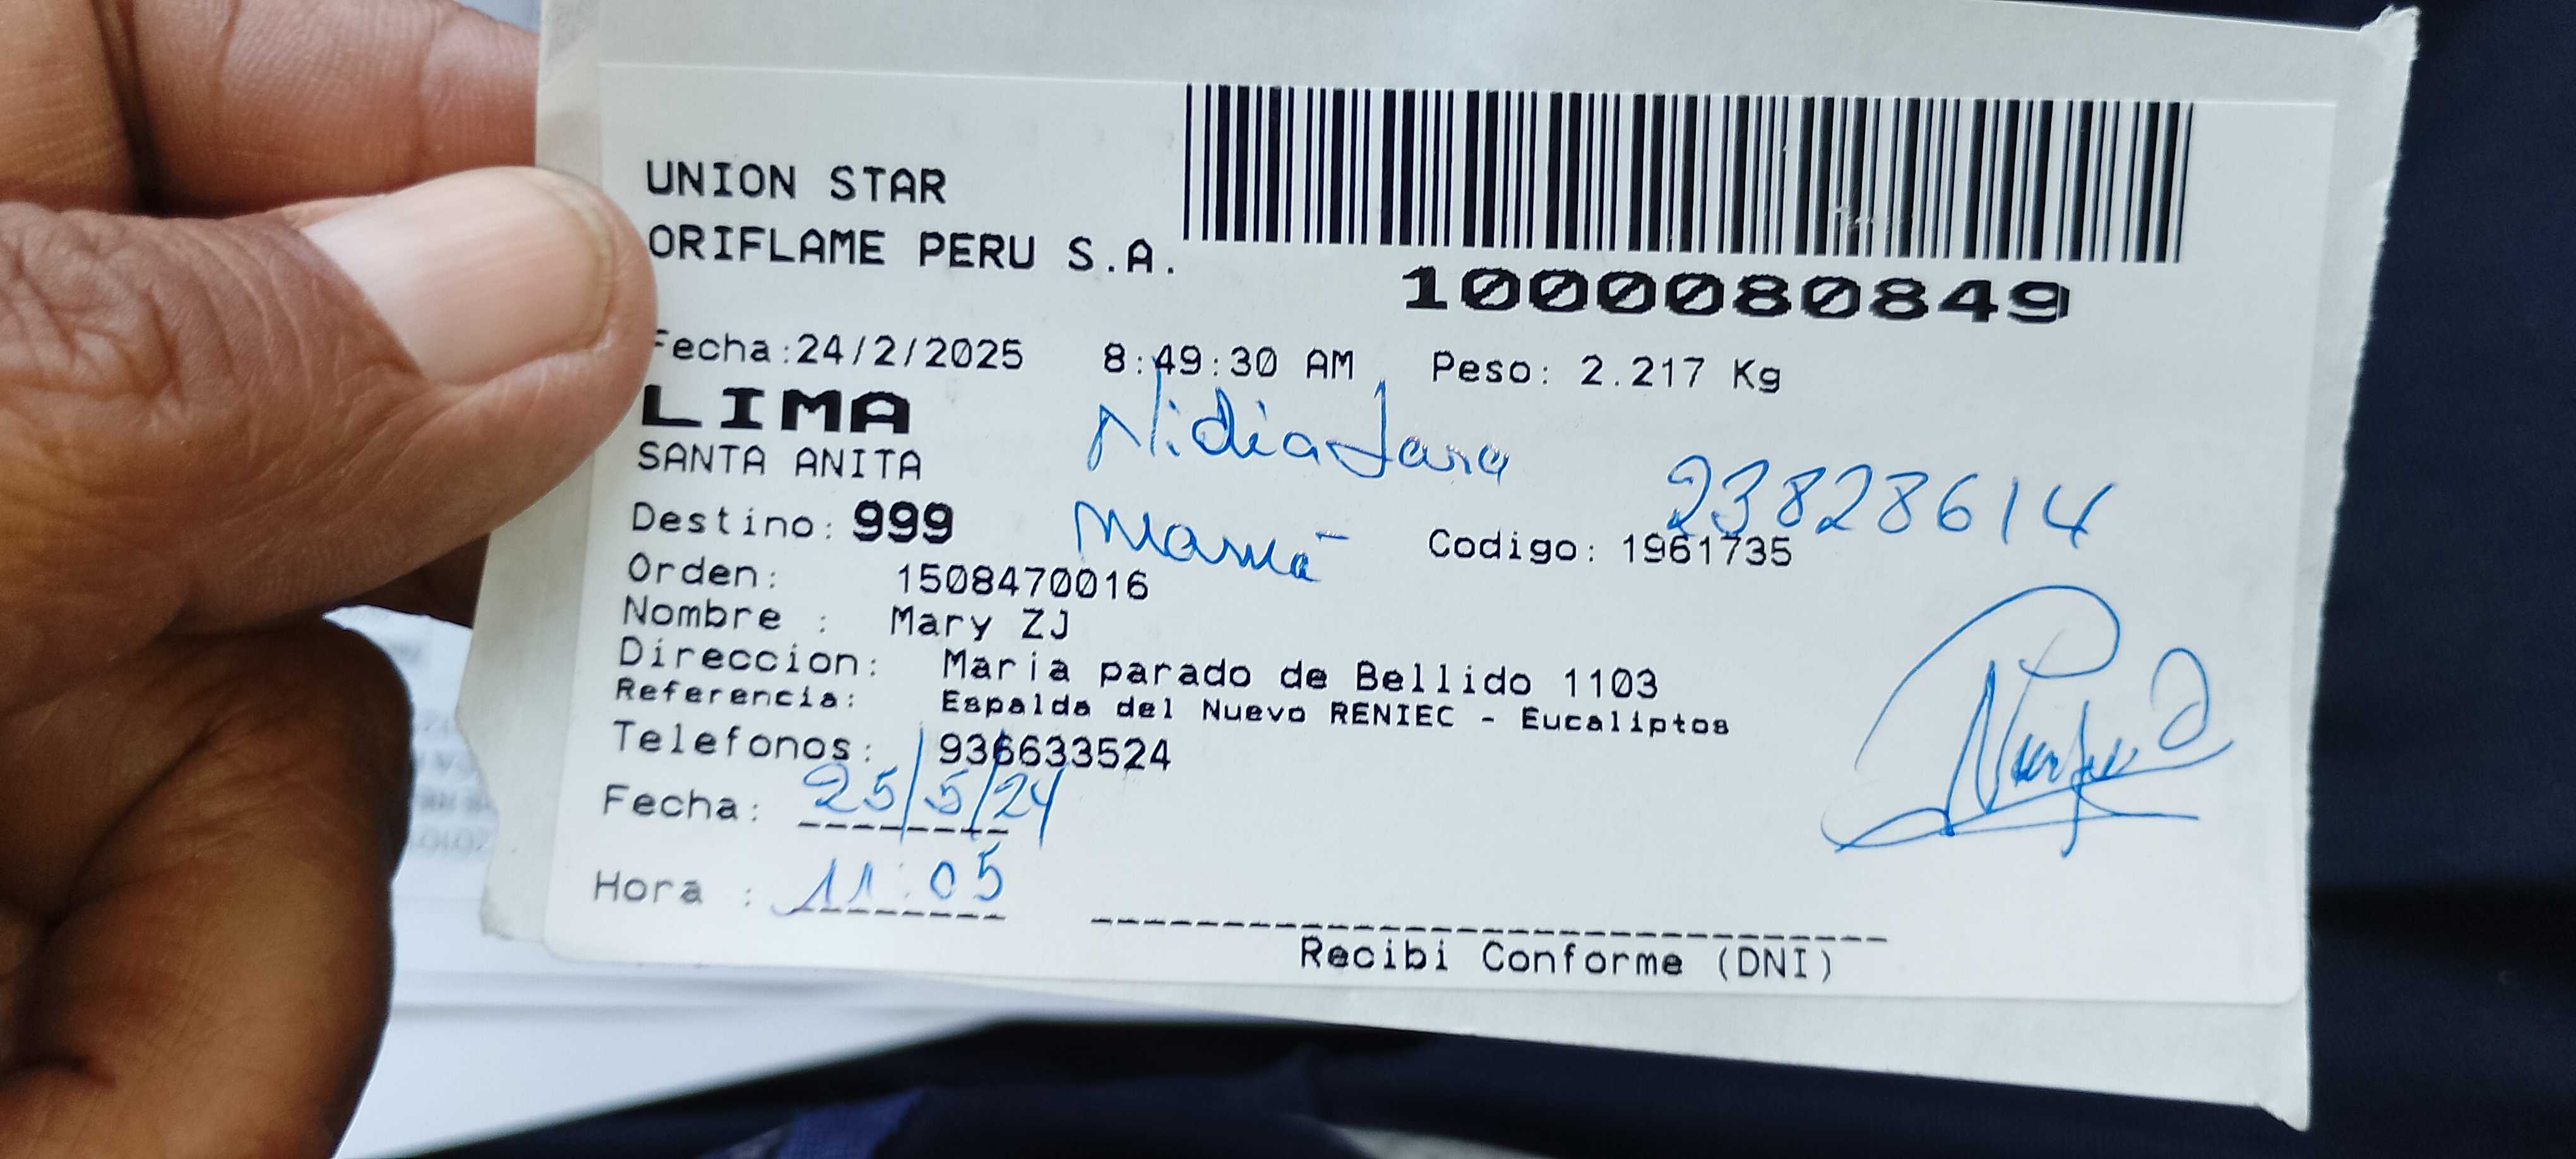 UNION STAR
ORIFLAME PERU S.A.
1000080849
Fecha:24/2/2025 8:49:30 AM Peso: 2.217 Kg
LIMA
Nidia Jara
SANTA ANITA
23828614
Destino: 999
Mamá
Codigo: 1961735
Orden: 1508470016
Nombre : Mary ZJ
Direccion: Maria parado de Bellido 1103
Referencia: Espalda del Nuevo RENIEC - Eucaliptos
Telefonos: 936633524
Fecha: 25/5/24
Hora : 11:05
Recibi Conforme (DNI)